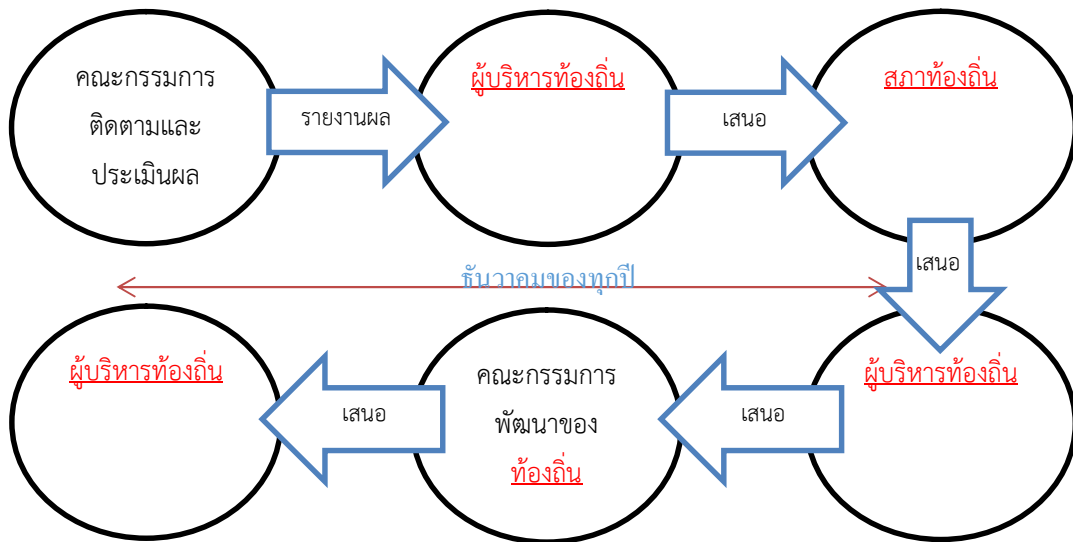 คณะกรรมการ
ติดตามและ
ประเมินผล
รายงานผล
ผู้บริหารท้องถิ่น
เสนอ
สภาท้องถิ่น
เสนอ
ธันวาคมของทุกปี
ผู้บริหารท้องถิ่น
เสนอ
คณะกรรมการ
พัฒนาของ
ท้องถิ่น
เสนอ
ผู้บริหารท้องถิ่น